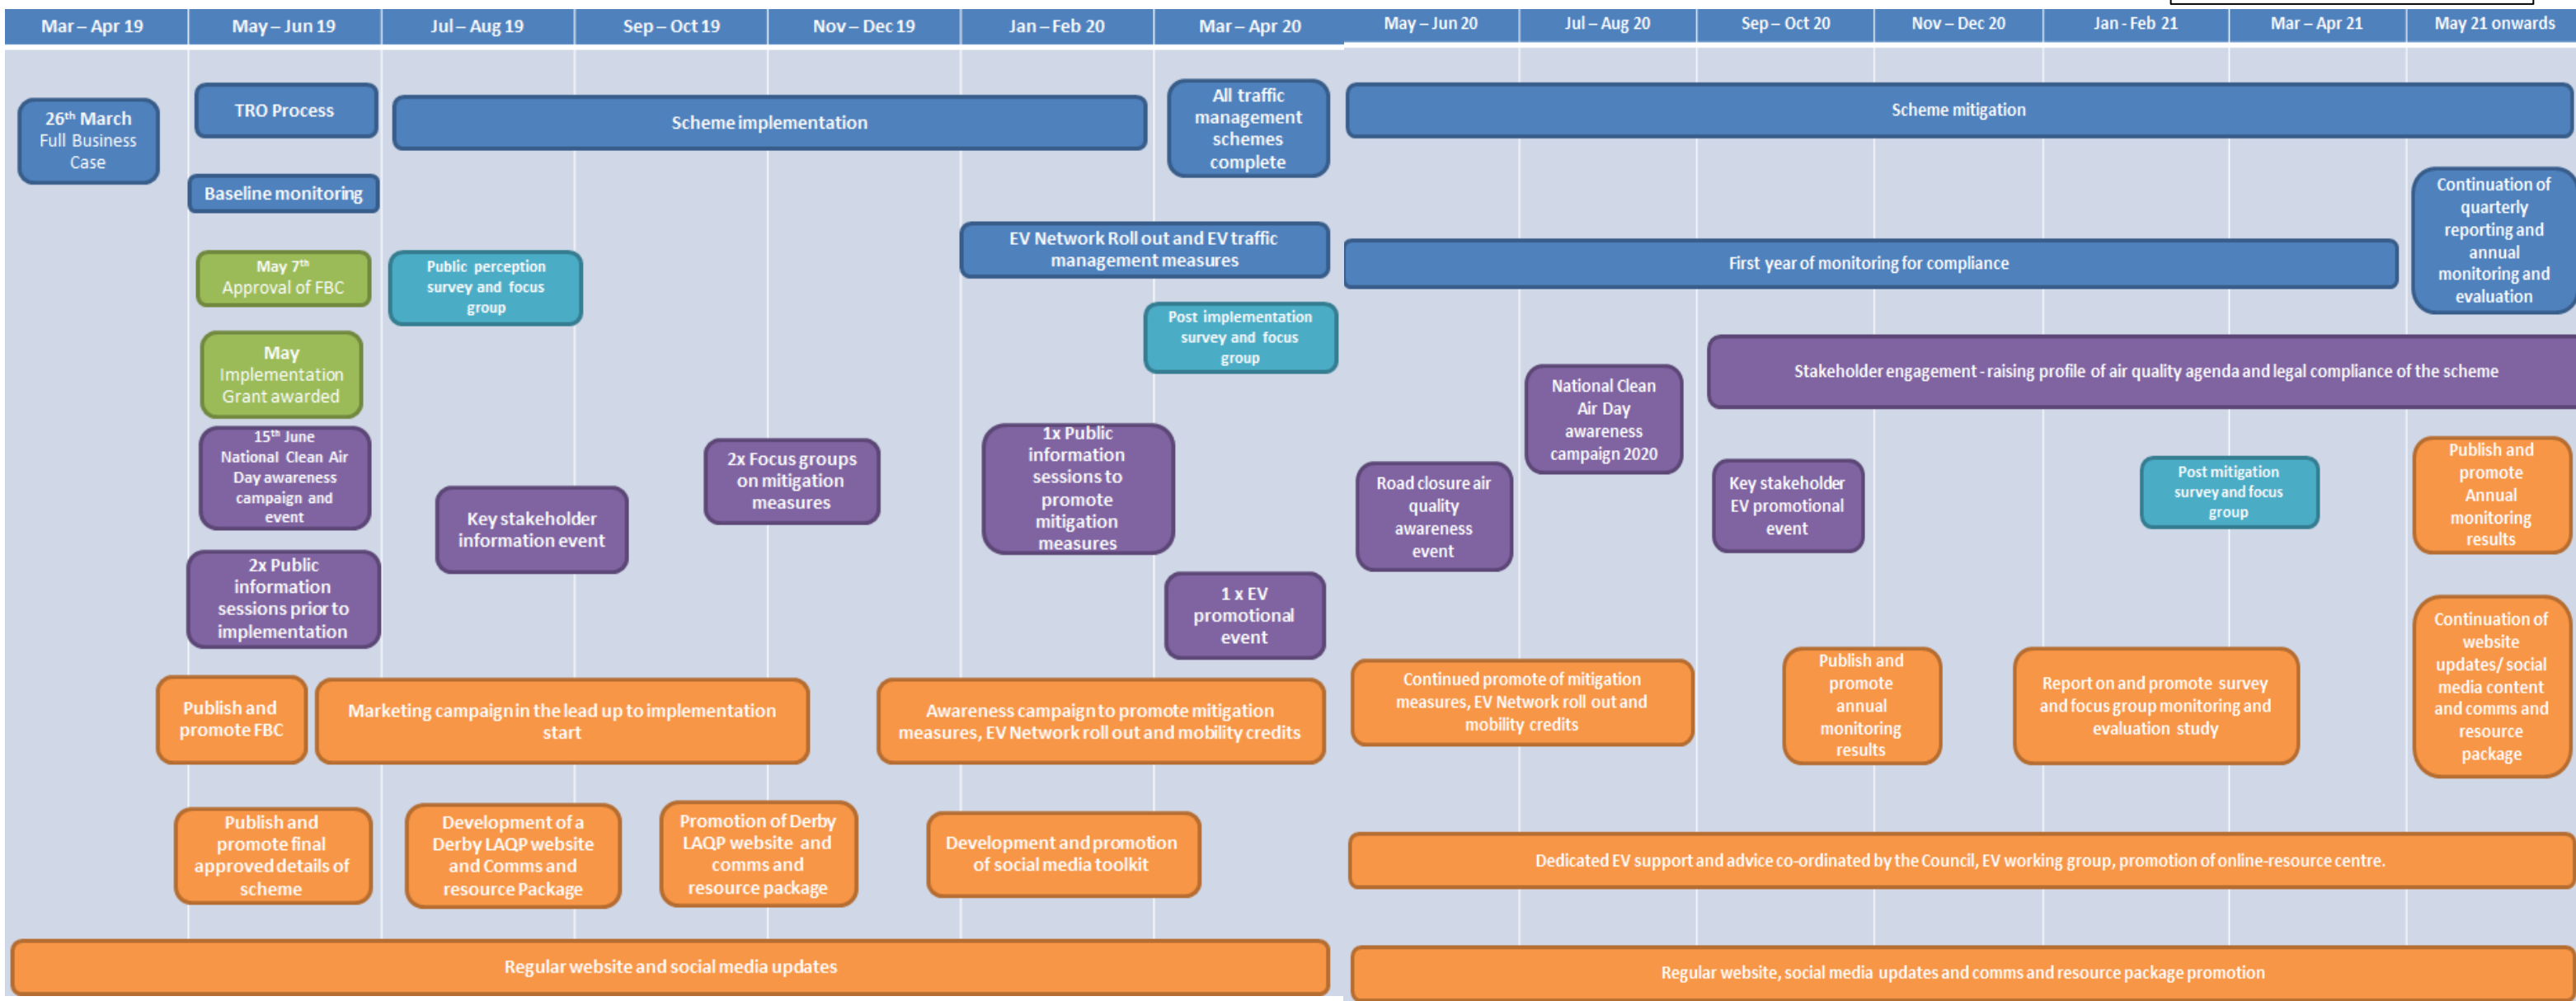 Mar – Apr 19
May – Jun 19
Jul – Aug 19
Sep – Oct 19
Nov – Dec 19
Jan – Feb 20
Mar – Apr 20
May – Jun 20
Jul – Aug 20
Sep – Oct 20
Nov – Dec 20
Jan - Feb 21
Mar – Apr 21
May 21 onwards
26th March
Full Business
Case
TRO Process
Scheme implementation
All traffic
management
schemes
complete
Scheme mitigation
Baseline monitoring
Continuation of
quarterly
reporting and
annual
monitoring and
evaluation
May 7th
Approval of FBC
Public perception
survey and focus
group
EV Network Roll out and EV traffic
management measures
First year of monitoring for compliance
Post implementation
survey and focus
group
May
Implementation
Grant awarded
National Clean
Air Day
awareness
campaign 2020
Stakeholder engagement - raising profile of air quality agenda and legal compliance of the scheme
15th June
National Clean Air
Day awareness
campaign and
event
Key stakeholder
information event
2x Focus groups
on mitigation
measures
1x Public
information
sessions to
promote
mitigation
measures
Road closure air
quality
awareness
event
Key stakeholder
EV promotional
event
Post mitigation
survey and focus
group
Publish and
promote
Annual
monitoring
results
2x Public
information
sessions prior to
implementation
1 x EV
promotional
event
Publish and
promote FBC
Marketing campaign in the lead up to implementation
start
Awareness campaign to promote mitigation
measures, EV Network roll out and mobility credits
Continued promote of mitigation
measures, EV Network roll out and
mobility credits
Publish and
promote
annual
monitoring
results
Report on and promote survey
and focus group monitoring and
evaluation study
Continuation of
website
updates/ social
media content
and comms and
resource
package
Publish and
promote final
approved details of
scheme
Development of a
Derby LAQP website
and Comms and
resource Package
Promotion of Derby
LAQP website and
comms and
resource package
Development and promotion
of social media toolkit
Dedicated EV support and advice co-ordinated by the Council, EV working group, promotion of online-resource centre.
Regular website and social media updates
Regular website, social media updates and comms and resource package promotion